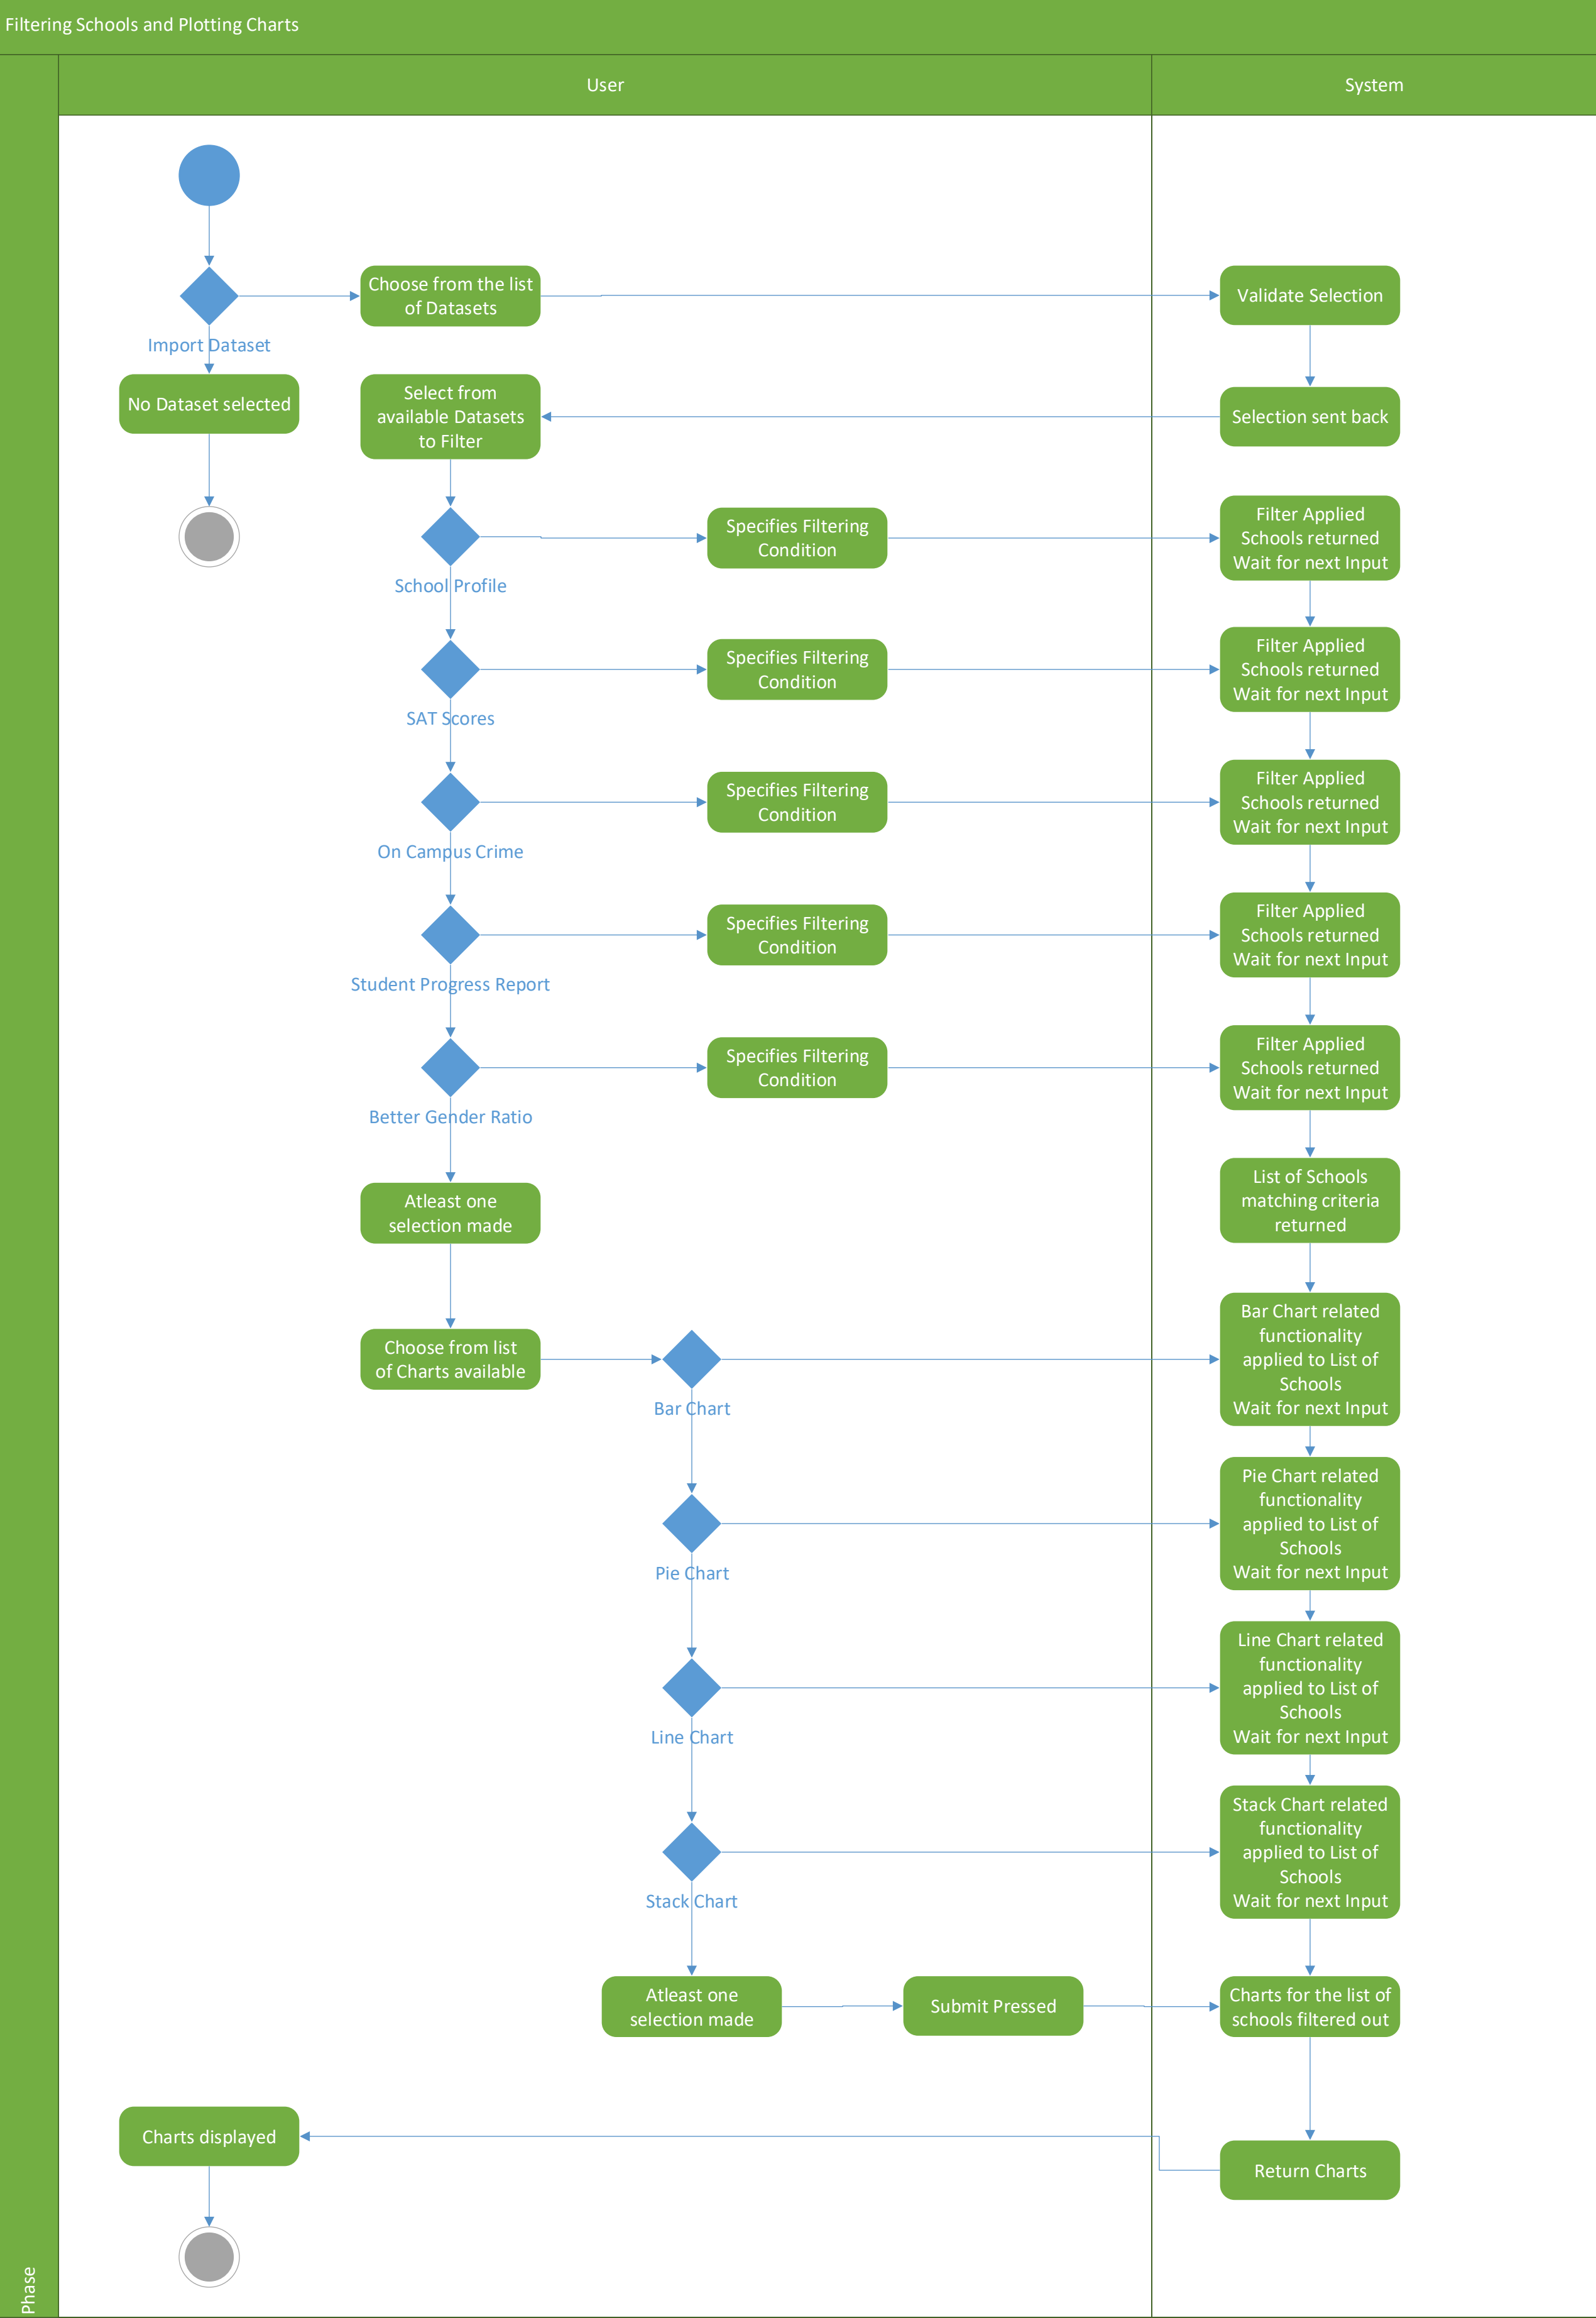 Filtering Schools and Plotting Charts
User
System
Choose from the list
of Datasets
Validate Selection
Import Dataset
No Dataset selected
Select from
available Datasets
to Filter
Selection sent back
Specifies Filtering
Condition
Filter Applied
Schools returned
Wait for next Input
School Profile
Specifies Filtering
Condition
Filter Applied
Schools returned
Wait for next Input
SAT Scores
Specifies Filtering
Condition
Filter Applied
Schools returned
Wait for next Input
On Campus Crime
Specifies Filtering
Condition
Filter Applied
Schools returned
Wait for next Input
Student Progress Report
Specifies Filtering
Condition
Filter Applied
Schools returned
Wait for next Input
Better Gender Ratio
Atleast one
selection made
List of Schools
matching criteria
returned
Choose from list
of Charts available
Bar Chart
Bar Chart related
functionality
applied to List of
Schools
Wait for next Input
Pie Chart
Pie Chart related
functionality
applied to List of
Schools
Wait for next Input
Line Chart
Line Chart related
functionality
applied to List of
Schools
Wait for next Input
Stack Chart
Stack Chart related
functionality
applied to List of
Schools
Wait for next Input
Atleast one
selection made
Submit Pressed
Charts for the list of
schools filtered out
Charts displayed
Return Charts
Phase